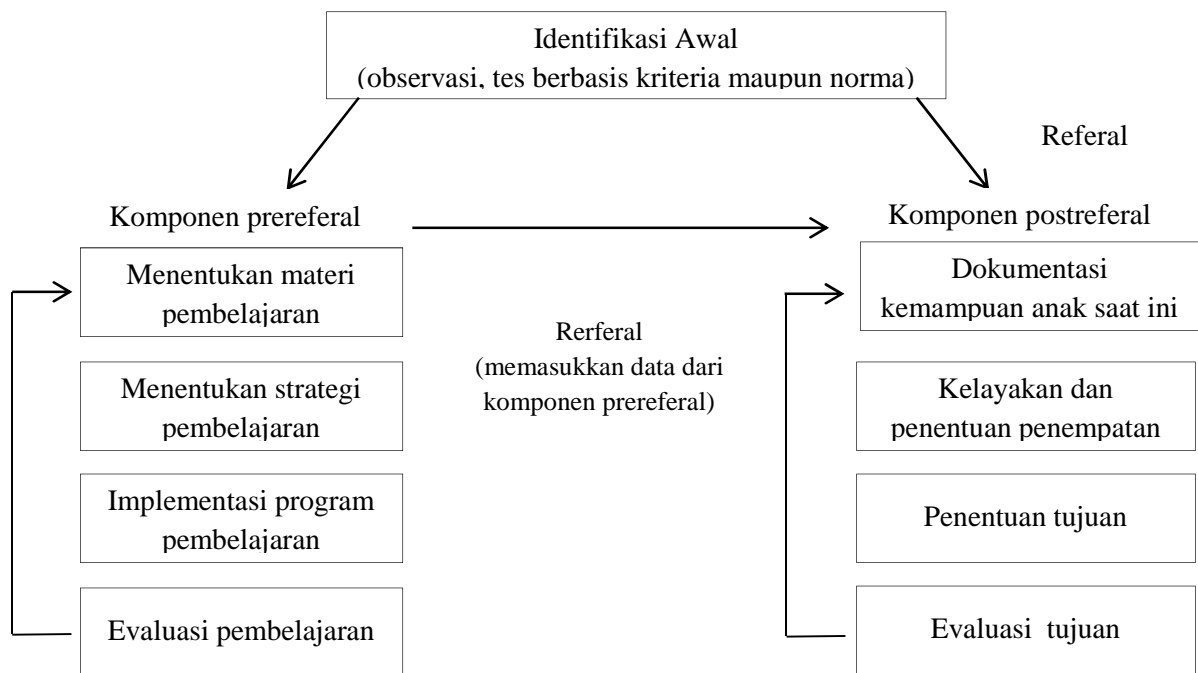 Identifikasi Awal
(observasi, tes berbasis kriteria maupun norma)
Referal
Komponen prereferal
Komponen postreferal
Menentukan materi
pembelajaran
Dokumentasi
kemampuan anak saat ini
Rerferal
(memasukkan data dari
komponen prereferal)
Menentukan strategi
pembelajaran
Kelayakan dan
penentuan penempatan
Implementasi program
pembelajaran
Penentuan tujuan
Evaluasi pembelajaran
Evaluasi tujuan